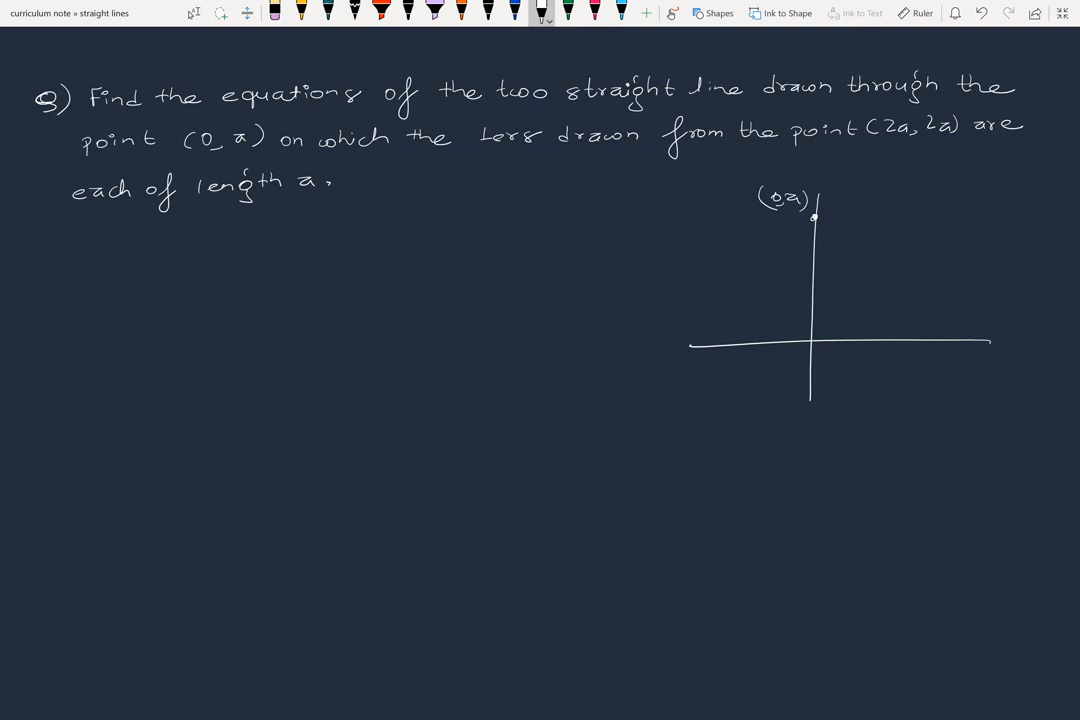 curriculum note » straight lines
Shapes
Ink to Shape
Ink to Text
Ruler
Q) Find the equations of the two straight line drawn through the
point (0, a) on which the ⊥ers drawn from the point (2a, 2a) are
each of length a.
(0,a)